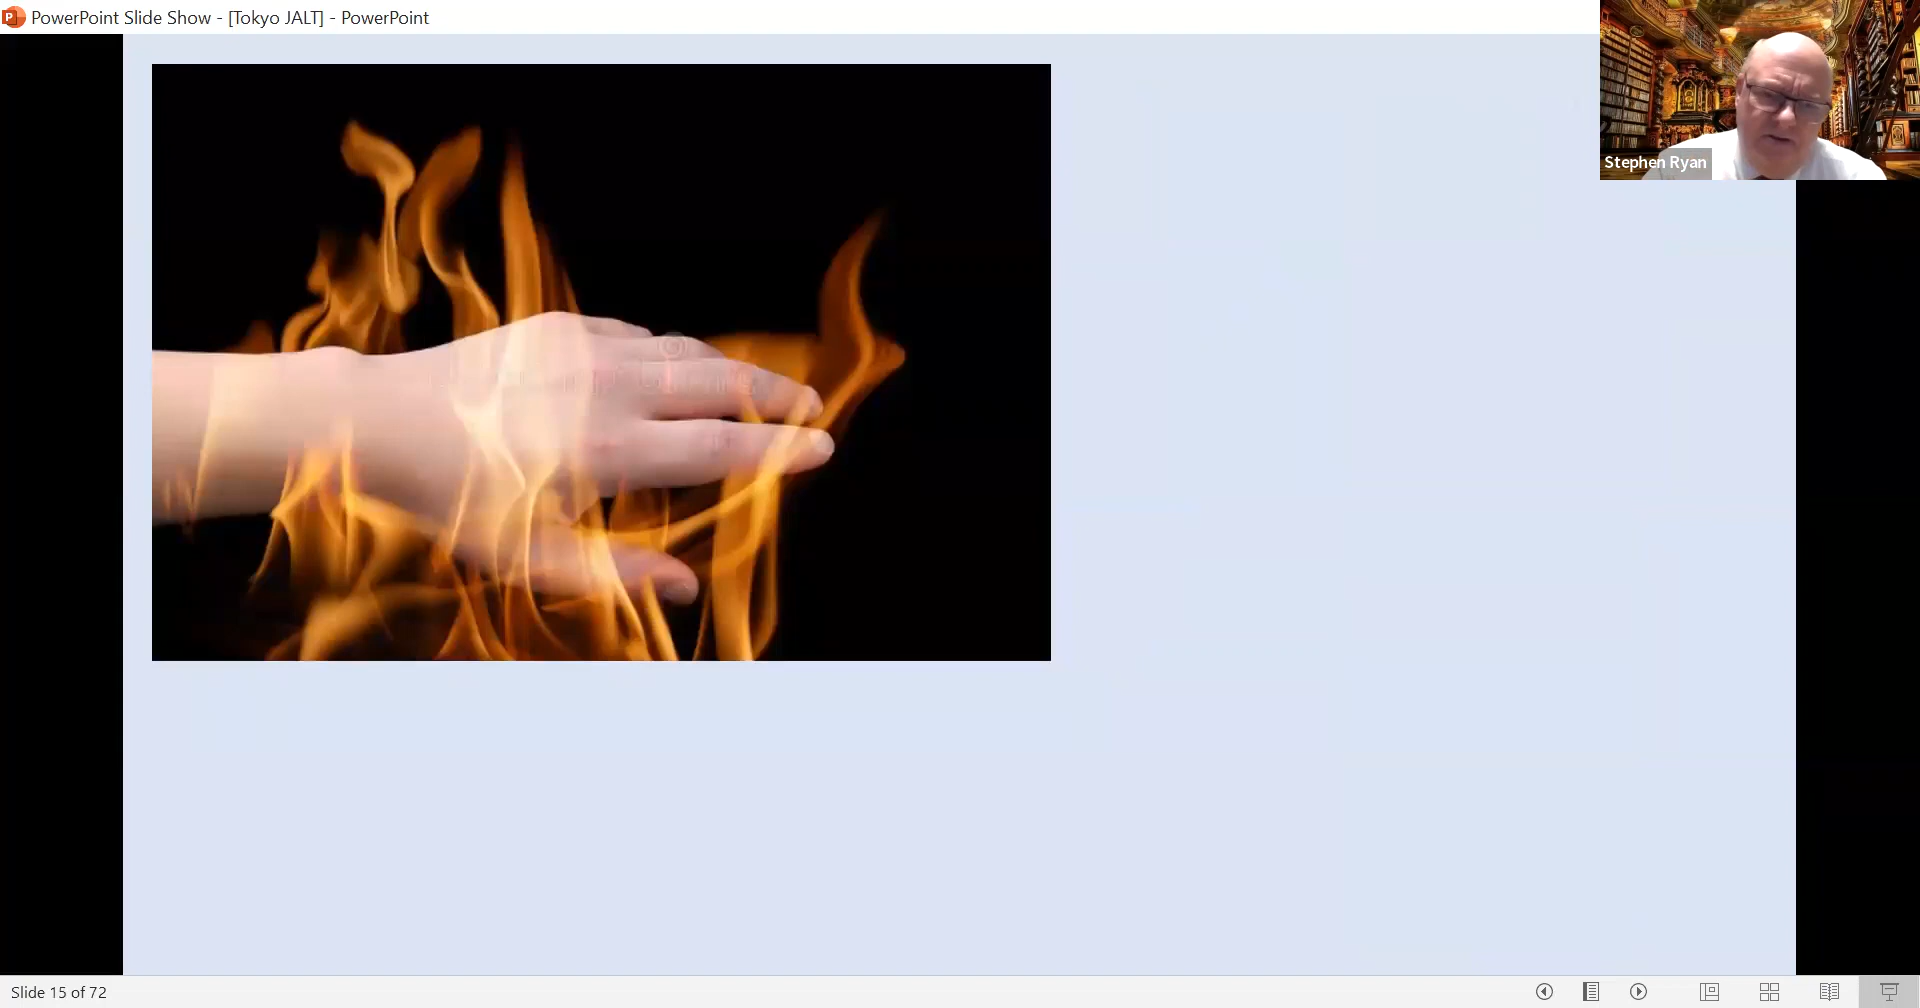 PowerPoint Slide Show - [Tokyo JALT] - PowerPoint
Stephen Ryan
Slide 15 of 72